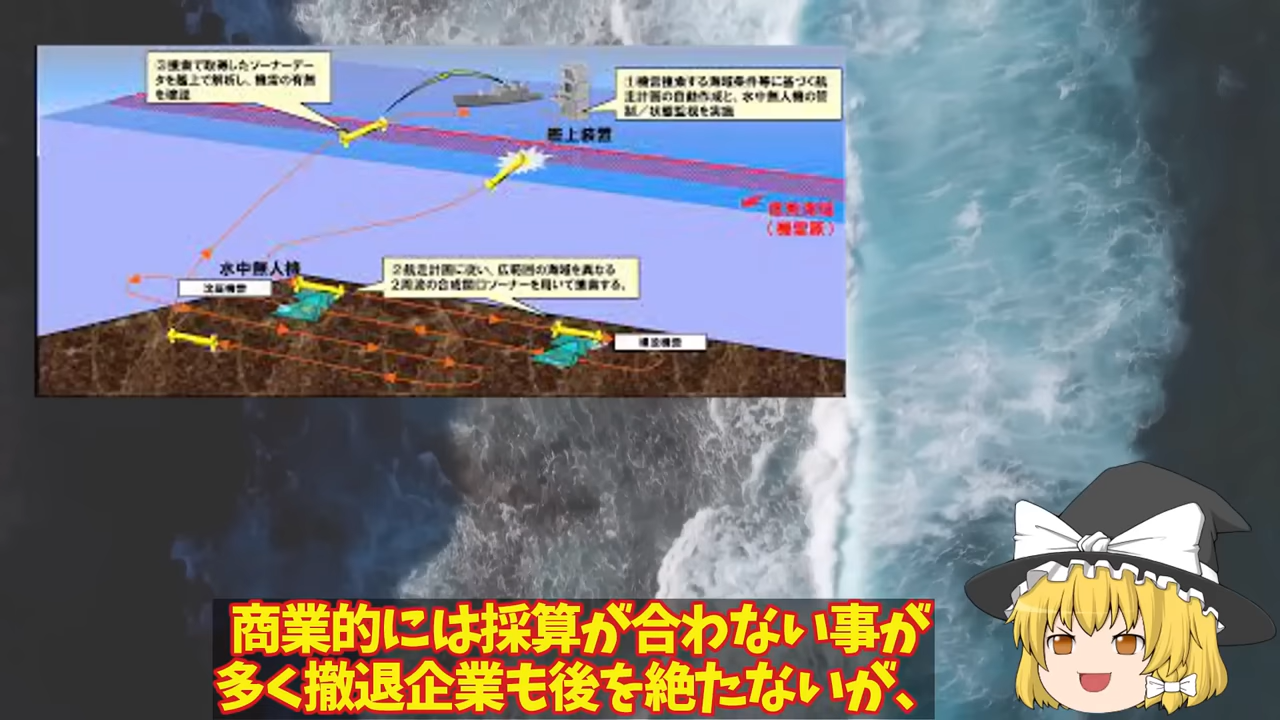 ③捜索で取得したソーナーデー
タを艦上で解析し、機雷の有無
を確認
①機雷捜索する海域条件等に基づく航
走計画の自動作成と、水中無人機の管
制／状態監視を実施
艦上装置
（機雷原）
水中無人機
②航走計画に従い、広範囲の海域を異なる
2周波の合成開口ソーナーを用いて捜索する。
沈底機雷
商業的には採算が合わない事が
多く撤退企業も後を絶たないが、